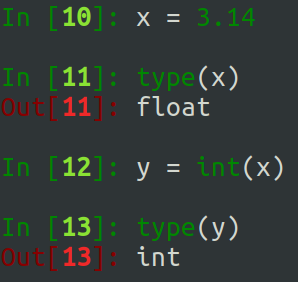 In [10]: x = 3.14
In [11]: type(x)
Out[11]: float
In [12]: y = int(x)
In [13]: type(y)
Out[13]: int